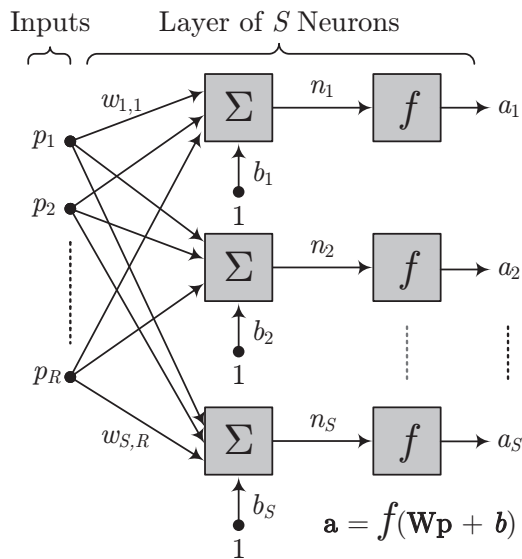 Inputs Layer of S Neurons
w1,1 n1 a1
Σ f
p1
b1
p2 1
n2 a2
Σ f
b2
pR 1
nS aS
wS,R Σ f
bS
a = f(Wp + b)
1